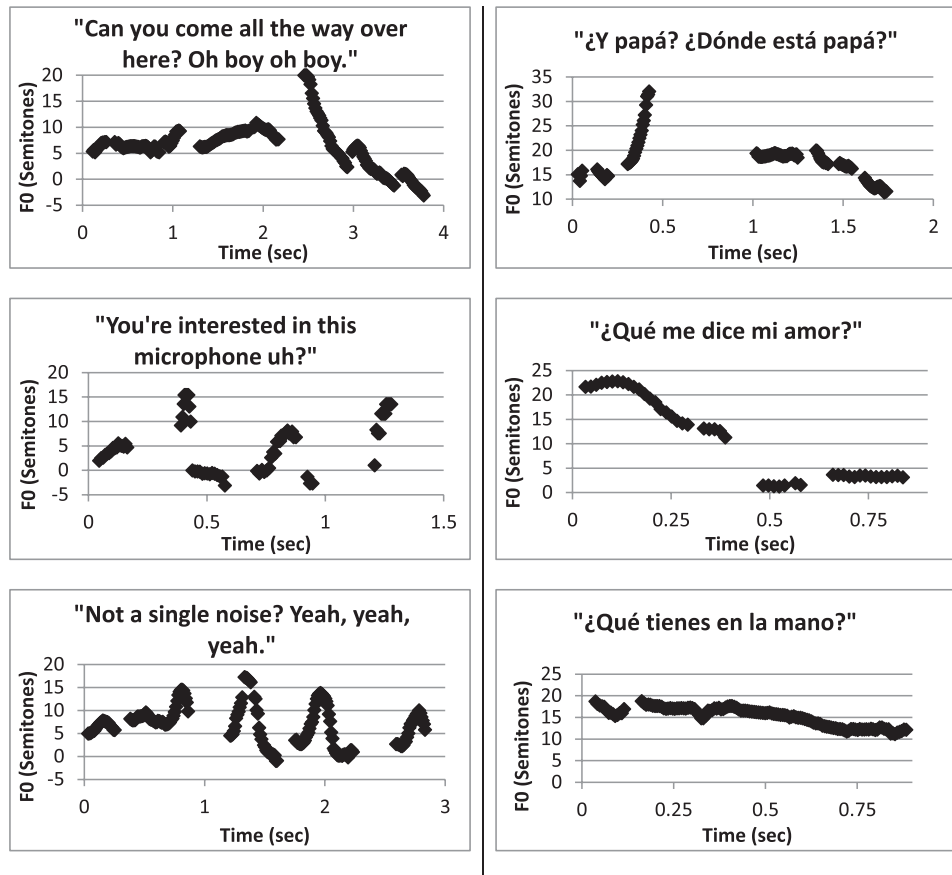 "Can you come all the way over
here? Oh boy oh boy."
F0 (Semitones)
20
15
10
5
0
-5
0 1 2 3 4
Time (sec)
"¿Y papá? ¿Dónde está papá?"
F0 (Semitones)
35
30
25
20
15
10
0 0.5 1 1.5 2
Time (sec)
"You're interested in this
microphone uh?"
F0 (Semitones)
20
15
10
5
0
-5
0 0.5 1 1.5
Time (sec)
"¿Qué me dice mi amor?"
F0 (Semitones)
25
20
15
10
5
0
0 0.25 0.5 0.75
Time (sec)
"Not a single noise? Yeah, yeah,
yeah."
F0 (Semitones)
20
15
10
5
0
-5
0 1 2 3
Time (sec)
"¿Qué tienes en la mano?"
F0 (Semitones)
25
20
15
10
5
0
0 0.25 0.5 0.75
Time (sec)